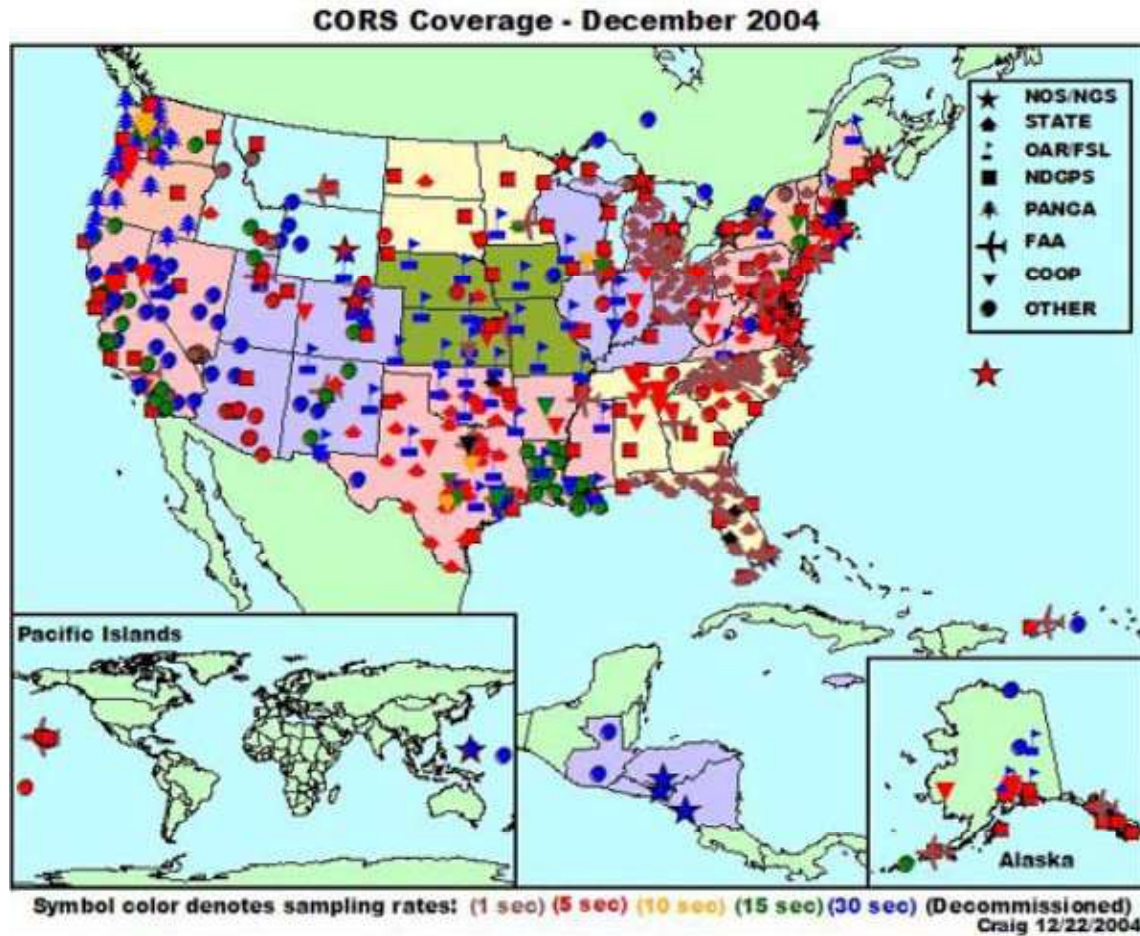 CORS Coverage - December 2004
NOS/NGS
STATE
OAR/FSL
NDGPS
PANGA
FAA
COOP
OTHER
Pacific Islands
Alaska
Symbol color denotes sampling rates: (1 sec) (5 sec) (10 sec) (15 sec) (30 sec) (Decommissioned)
Craig 12/22/2004